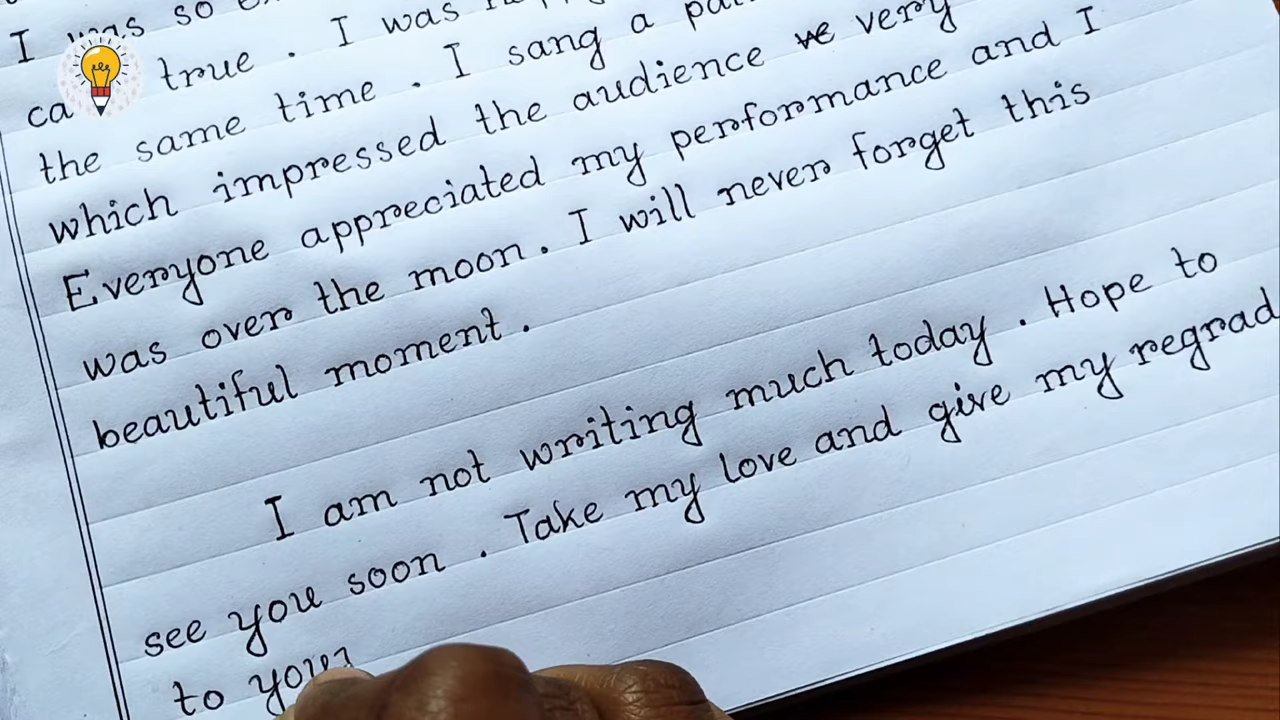 I was so
true . I was
the same time . I sang a
which impressed the audience very
Everyone appreciated my performance and I
was over the moon . I will never forget this
beautiful moment .
I am not writing much today . Hope to
see you soon . Take my love and give my regrad
to your